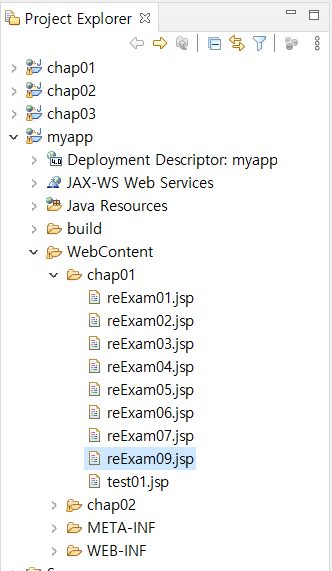 Project Explorer
chap01
chap02
chap03
myapp
Deployment Descriptor: myapp
JAX-WS Web Services
Java Resources
build
WebContent
chap01
reExam01.jsp
reExam02.jsp
reExam03.jsp
reExam04.jsp
reExam05.jsp
reExam06.jsp
reExam07.jsp
reExam09.jsp
test01.jsp
chap02
META-INF
WEB-INF